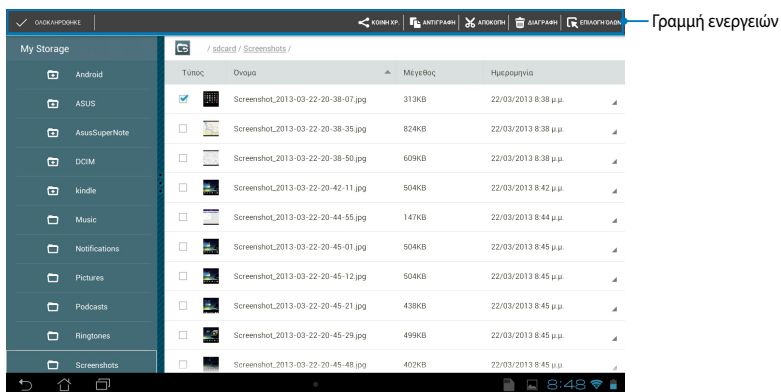 ΟΛΟΚΛΗΡΩΘΗΚΕ ΚΟΙΝΗ ΧΡ. ΑΝΤΙΓΡΑΦΗ ΑΠΟΚΟΠΗ ΔΙΑΓΡΑΦΗ ΕΠΙΛΟΓΗ ΌΛΩΝ Γραμμή ενεργειών
My Storage / sdcard / Screenshots /
Android Τύπος Όνομα Μέγεθος Ημερομηνία
ASUS Screenshot_2013-03-22-20-38-07.jpg 313KB 22/03/2013 8:38 μ.μ.
AsusSuperNote Screenshot_2013-03-22-20-38-35.jpg 824KB 22/03/2013 8:38 μ.μ.
DCIM Screenshot_2013-03-22-20-38-50.jpg 609KB 22/03/2013 8:38 μ.μ.
kindle Screenshot_2013-03-22-20-42-11.jpg 504KB 22/03/2013 8:42 μ.μ.
Music Screenshot_2013-03-22-20-44-55.jpg 147KB 22/03/2013 8:44 μ.μ.
Notifications Screenshot_2013-03-22-20-45-01.jpg 504KB 22/03/2013 8:45 μ.μ.
Pictures Screenshot_2013-03-22-20-45-12.jpg 504KB 22/03/2013 8:45 μ.μ.
Podcasts Screenshot_2013-03-22-20-45-21.jpg 438KB 22/03/2013 8:45 μ.μ.
Ringtones Screenshot_2013-03-22-20-45-29.jpg 499KB 22/03/2013 8:45 μ.μ.
Screenshots Screenshot_2013-03-22-20-45-48.jpg 402KB 22/03/2013 8:45 μ.μ.
8:48